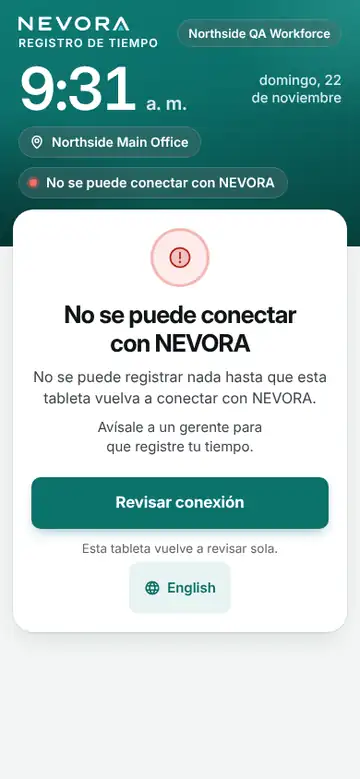 NEVORA
REGISTRO DE TIEMPO
Northside QA Workforce
9:31 a. m.
domingo, 22
de noviembre
Northside Main Office
No se puede conectar con NEVORA
No se puede conectar
con NEVORA
No se puede registrar nada hasta que esta
tableta vuelva a conectar con NEVORA.
Avísale a un gerente para
que registre tu tiempo.
Revisar conexión
Esta tableta vuelve a revisar sola.
English